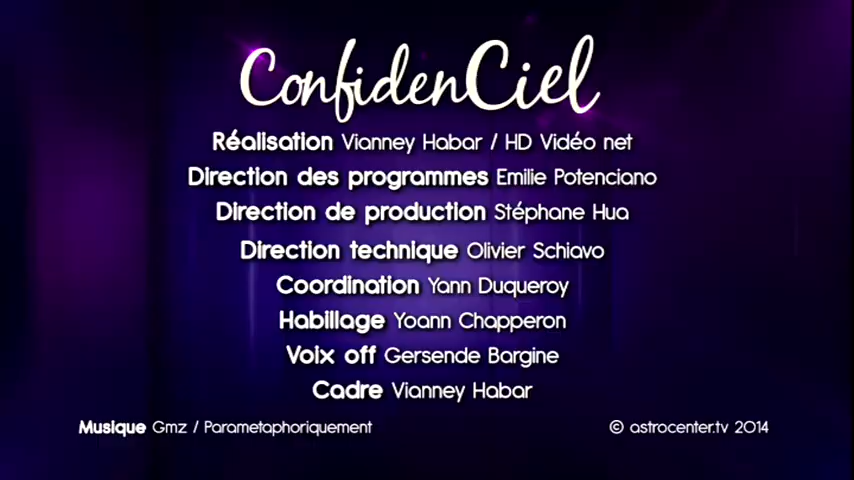 ConfidenCiel
Réalisation Vianney Habar / HD Vidéo net
Direction des programmes Emilie Potenciano
Direction de production Stéphane Hua
Direction technique Olivier Schiavo
Coordination Yann Duqueroy
Habillage Yoann Chapperon
Voix off Gersende Bargine
Cadre Vianney Habar
Musique Gmz / Parametaphoriquement
© astrocenter.tv 2014